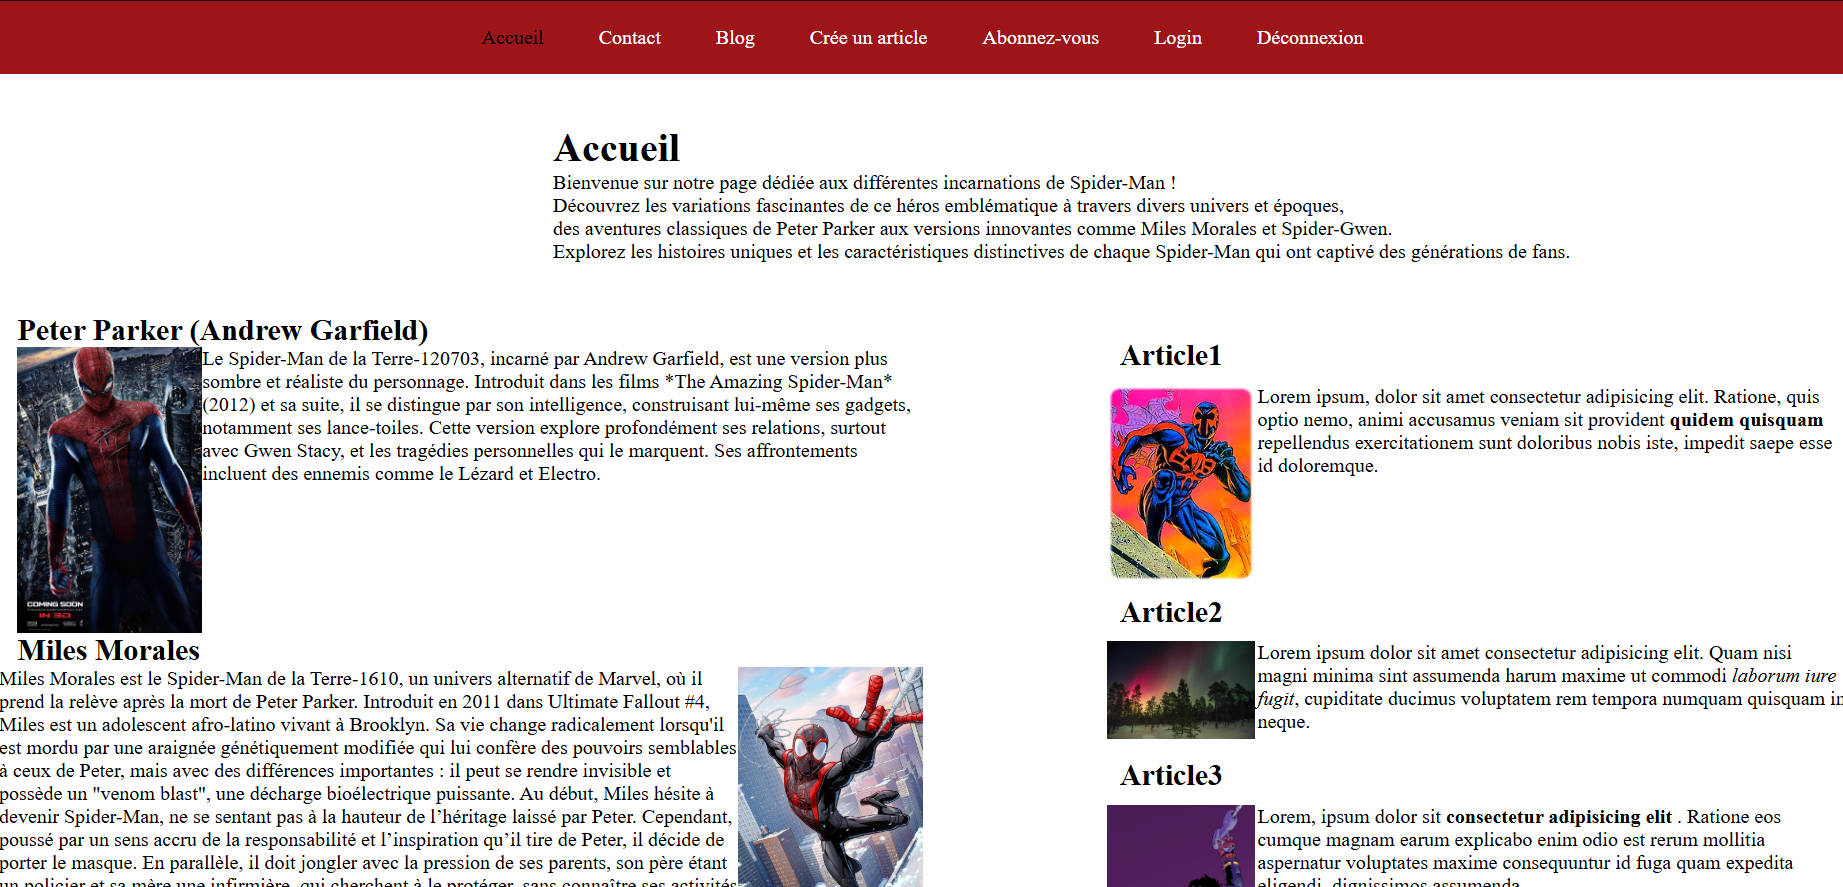 Accueil Contact Blog Crée un article Abonnez-vous Login Déconnexion
Accueil
Bienvenue sur notre page dédiée aux différentes incarnations de Spider-Man !
Découvrez les variations fascinantes de ce héros emblématique à travers divers univers et époques,
des aventures classiques de Peter Parker aux versions innovantes comme Miles Morales et Spider-Gwen.
Explorez les histoires uniques et les caractéristiques distinctives de chaque Spider-Man qui ont captivé des générations de fans.
Peter Parker (Andrew Garfield)
Le Spider-Man de la Terre-120703, incarné par Andrew Garfield, est une version plus
sombre et réaliste du personnage. Introduit dans les films *The Amazing Spider-Man*
(2012) et sa suite, il se distingue par son intelligence, construisant lui-même ses gadgets,
notamment ses lance-toiles. Cette version explore profondément ses relations, surtout
avec Gwen Stacy, et les tragédies personnelles qui le marquent. Ses affrontements
incluent des ennemis comme le Lézard et Electro.
COMING SOON
IN 3D
Miles Morales
Miles Morales est le Spider-Man de la Terre-1610, un univers alternatif de Marvel, où il
prend la relève après la mort de Peter Parker. Introduit en 2011 dans Ultimate Fallout #4,
Miles est un adolescent afro-latino vivant à Brooklyn. Sa vie change radicalement lorsqu'il
est mordu par une araignée génétiquement modifiée qui lui confère des pouvoirs semblables
à ceux de Peter, mais avec des différences importantes : il peut se rendre invisible et
possède un "venom blast", une décharge bioélectrique puissante. Au début, Miles hésite à
devenir Spider-Man, ne se sentant pas à la hauteur de l’héritage laissé par Peter. Cependant,
poussé par un sens accru de la responsabilité et l’inspiration qu’il tire de Peter, il décide de
porter le masque. En parallèle, il doit jongler avec la pression de ses parents, son père étant
un policier et sa mère une infirmière, qui cherchent à le protéger, sans connaître ses activités
Article1
Lorem ipsum, dolor sit amet consectetur adipisicing elit. Ratione, quis
optio nemo, animi accusamus veniam sit provident quidem quisquam
repellendus exercitationem sunt doloribus nobis iste, impedit saepe esse
id doloremque.
Article2
Lorem ipsum dolor sit amet consectetur adipisicing elit. Quam nisi
magni minima sint assumenda harum maxime ut commodi laborum iure
fugit, cupiditate ducimus voluptatem rem tempora numquam quisquam in
neque.
Article3
Lorem, ipsum dolor sit consectetur adipisicing elit . Ratione eos
cumque magnam earum explicabo enim odio est rerum mollitia
aspernatur voluptates maxime consequuntur id fuga quam expedita
eligendi, dignissimos assumenda.